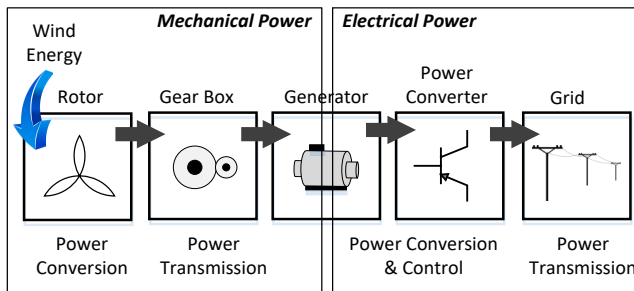 Mechanical Power
Electrical Power
Wind
Energy
Rotor
Gear Box
Generator
Power
Converter
Grid
Power
Conversion
Power
Transmission
Power Conversion
& Control
Power
Transmission